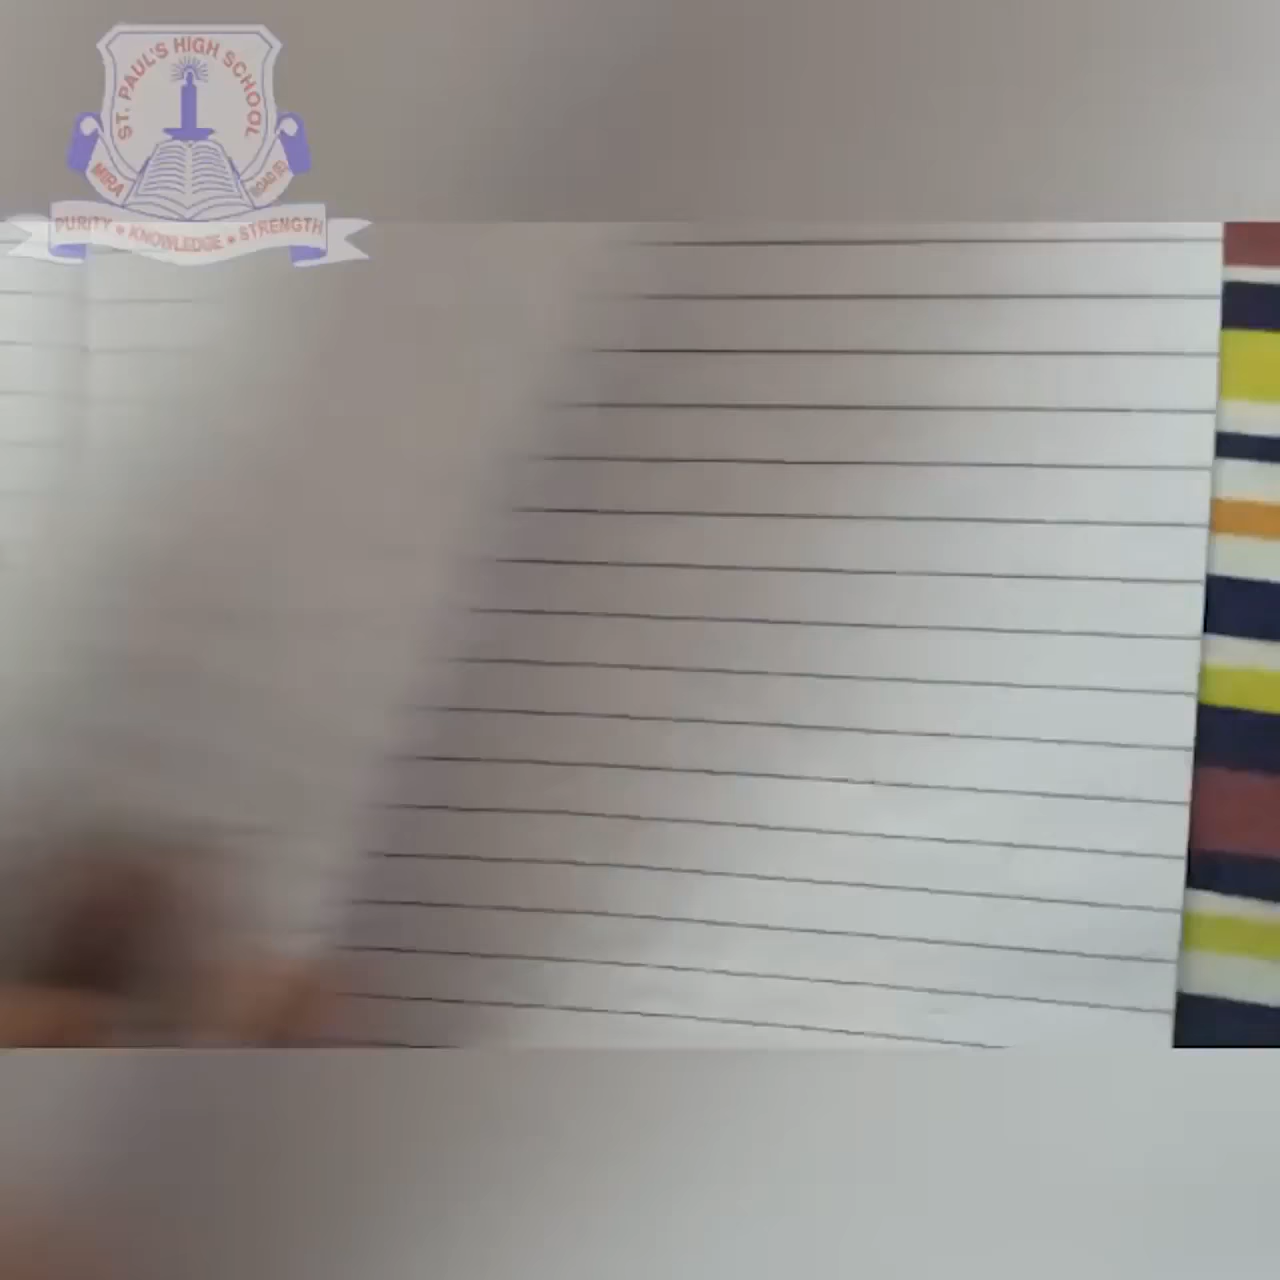 ST. PAUL'S HIGH SCHOOL
MIRA ROAD (E)
PURITY • KNOWLEDGE • STRENGTH